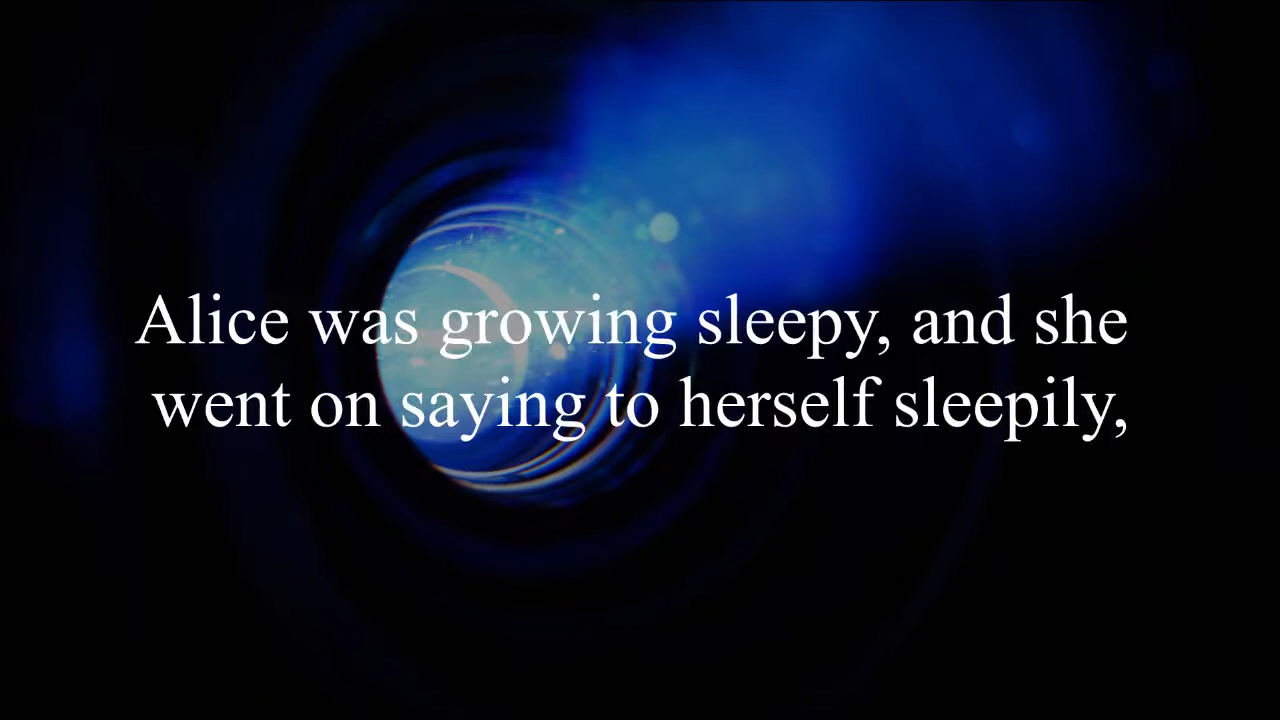 Alice was growing sleepy, and she
went on saying to herself sleepily,